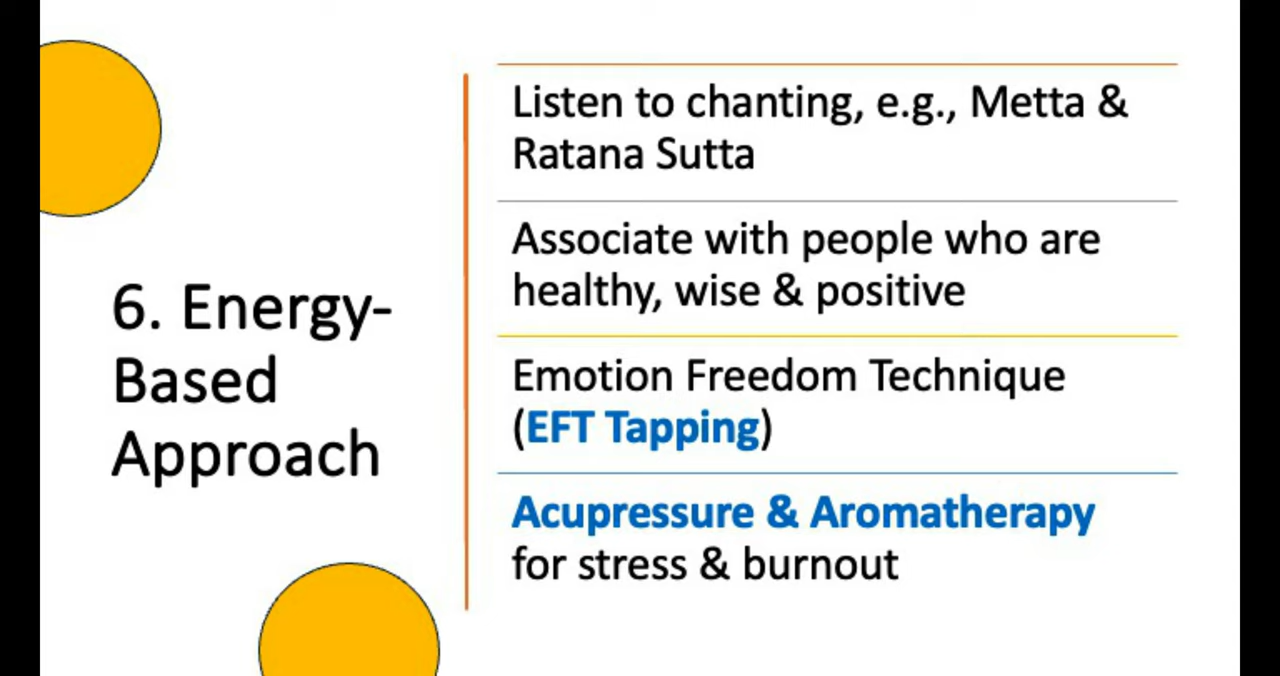 6. Energy-
Based
Approach
Listen to chanting, e.g., Metta &
Ratana Sutta
Associate with people who are
healthy, wise & positive
Emotion Freedom Technique
(EFT Tapping)
Acupressure & Aromatherapy
for stress & burnout